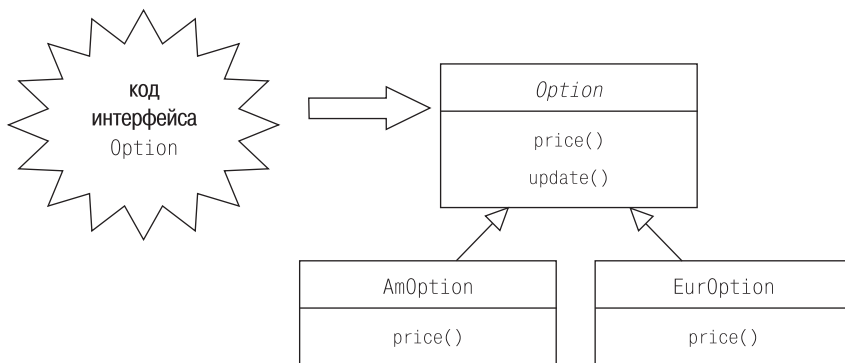 код
интерфейса
Option
Option
price()
update()
AmOption
price()
EurOption
price()